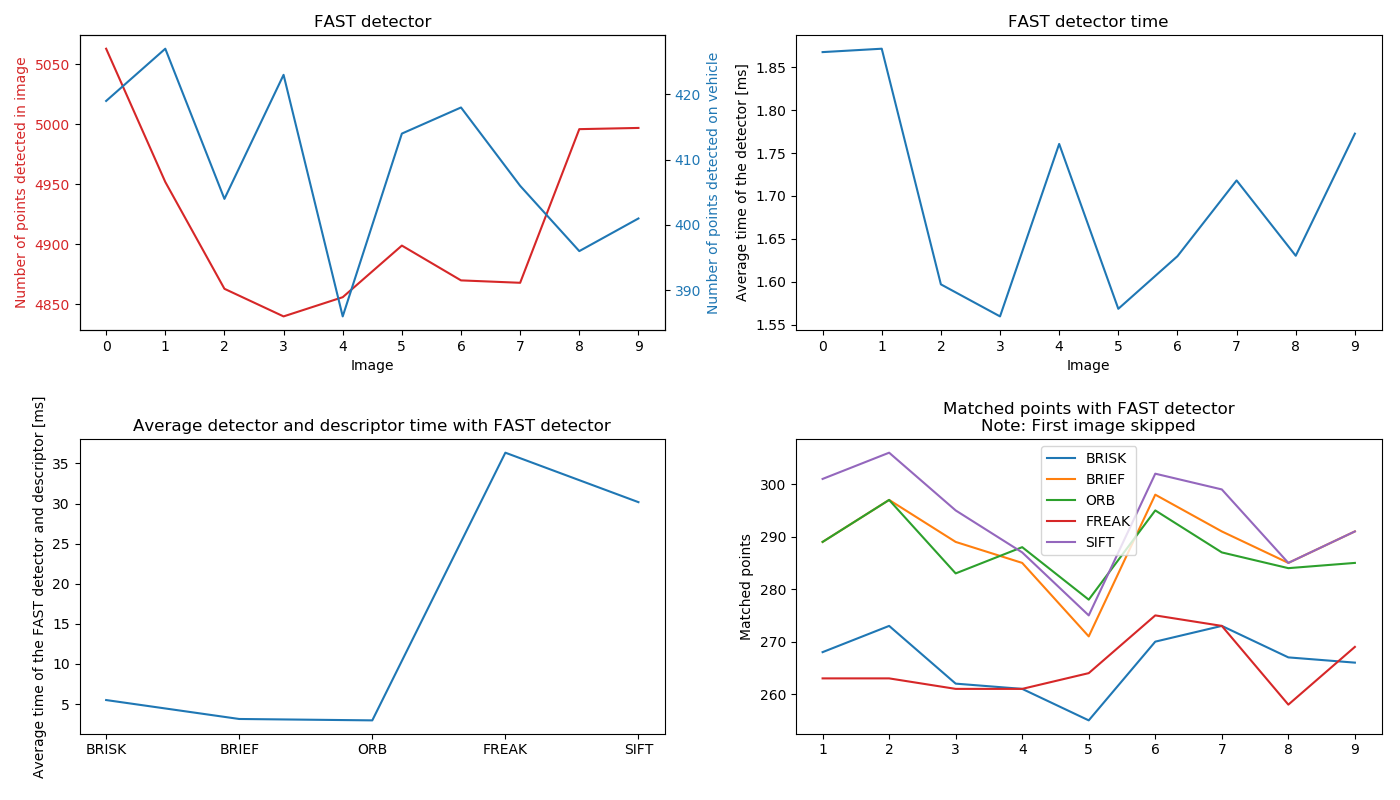 FAST detector
Number of points detected in image
5050
5000
4950
4900
4850
420
410
400
390
Number of points detected on vehicle
0 1 2 3 4 5 6 7 8 9
Image
FAST detector time
Average time of the detector [ms]
1.85
1.80
1.75
1.70
1.65
1.60
1.55
0 1 2 3 4 5 6 7 8 9
Image
Average detector and descriptor time with FAST detector
Average time of the FAST detector and descriptor [ms]
35
30
25
20
15
10
5
BRISK BRIEF ORB FREAK SIFT
Matched points with FAST detector
Note: First image skipped
Matched points
300
290
280
270
260
BRISK
BRIEF
ORB
FREAK
SIFT
1 2 3 4 5 6 7 8 9